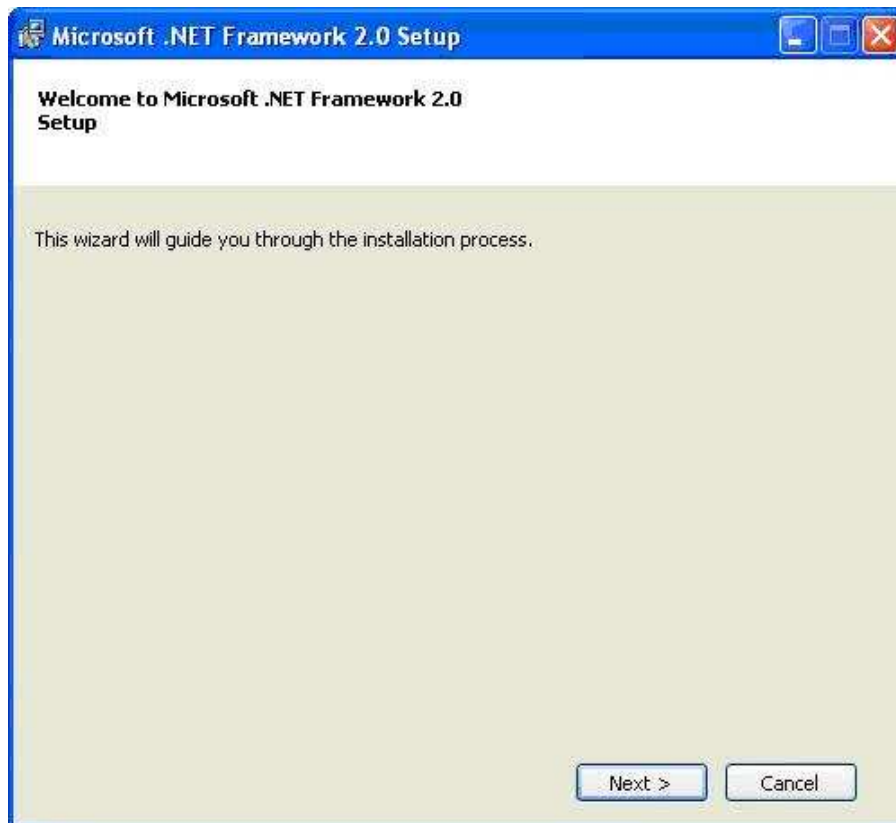 Microsoft .NET Framework 2.0 Setup
Welcome to Microsoft .NET Framework 2.0
Setup
This wizard will guide you through the installation process.
Next >
Cancel